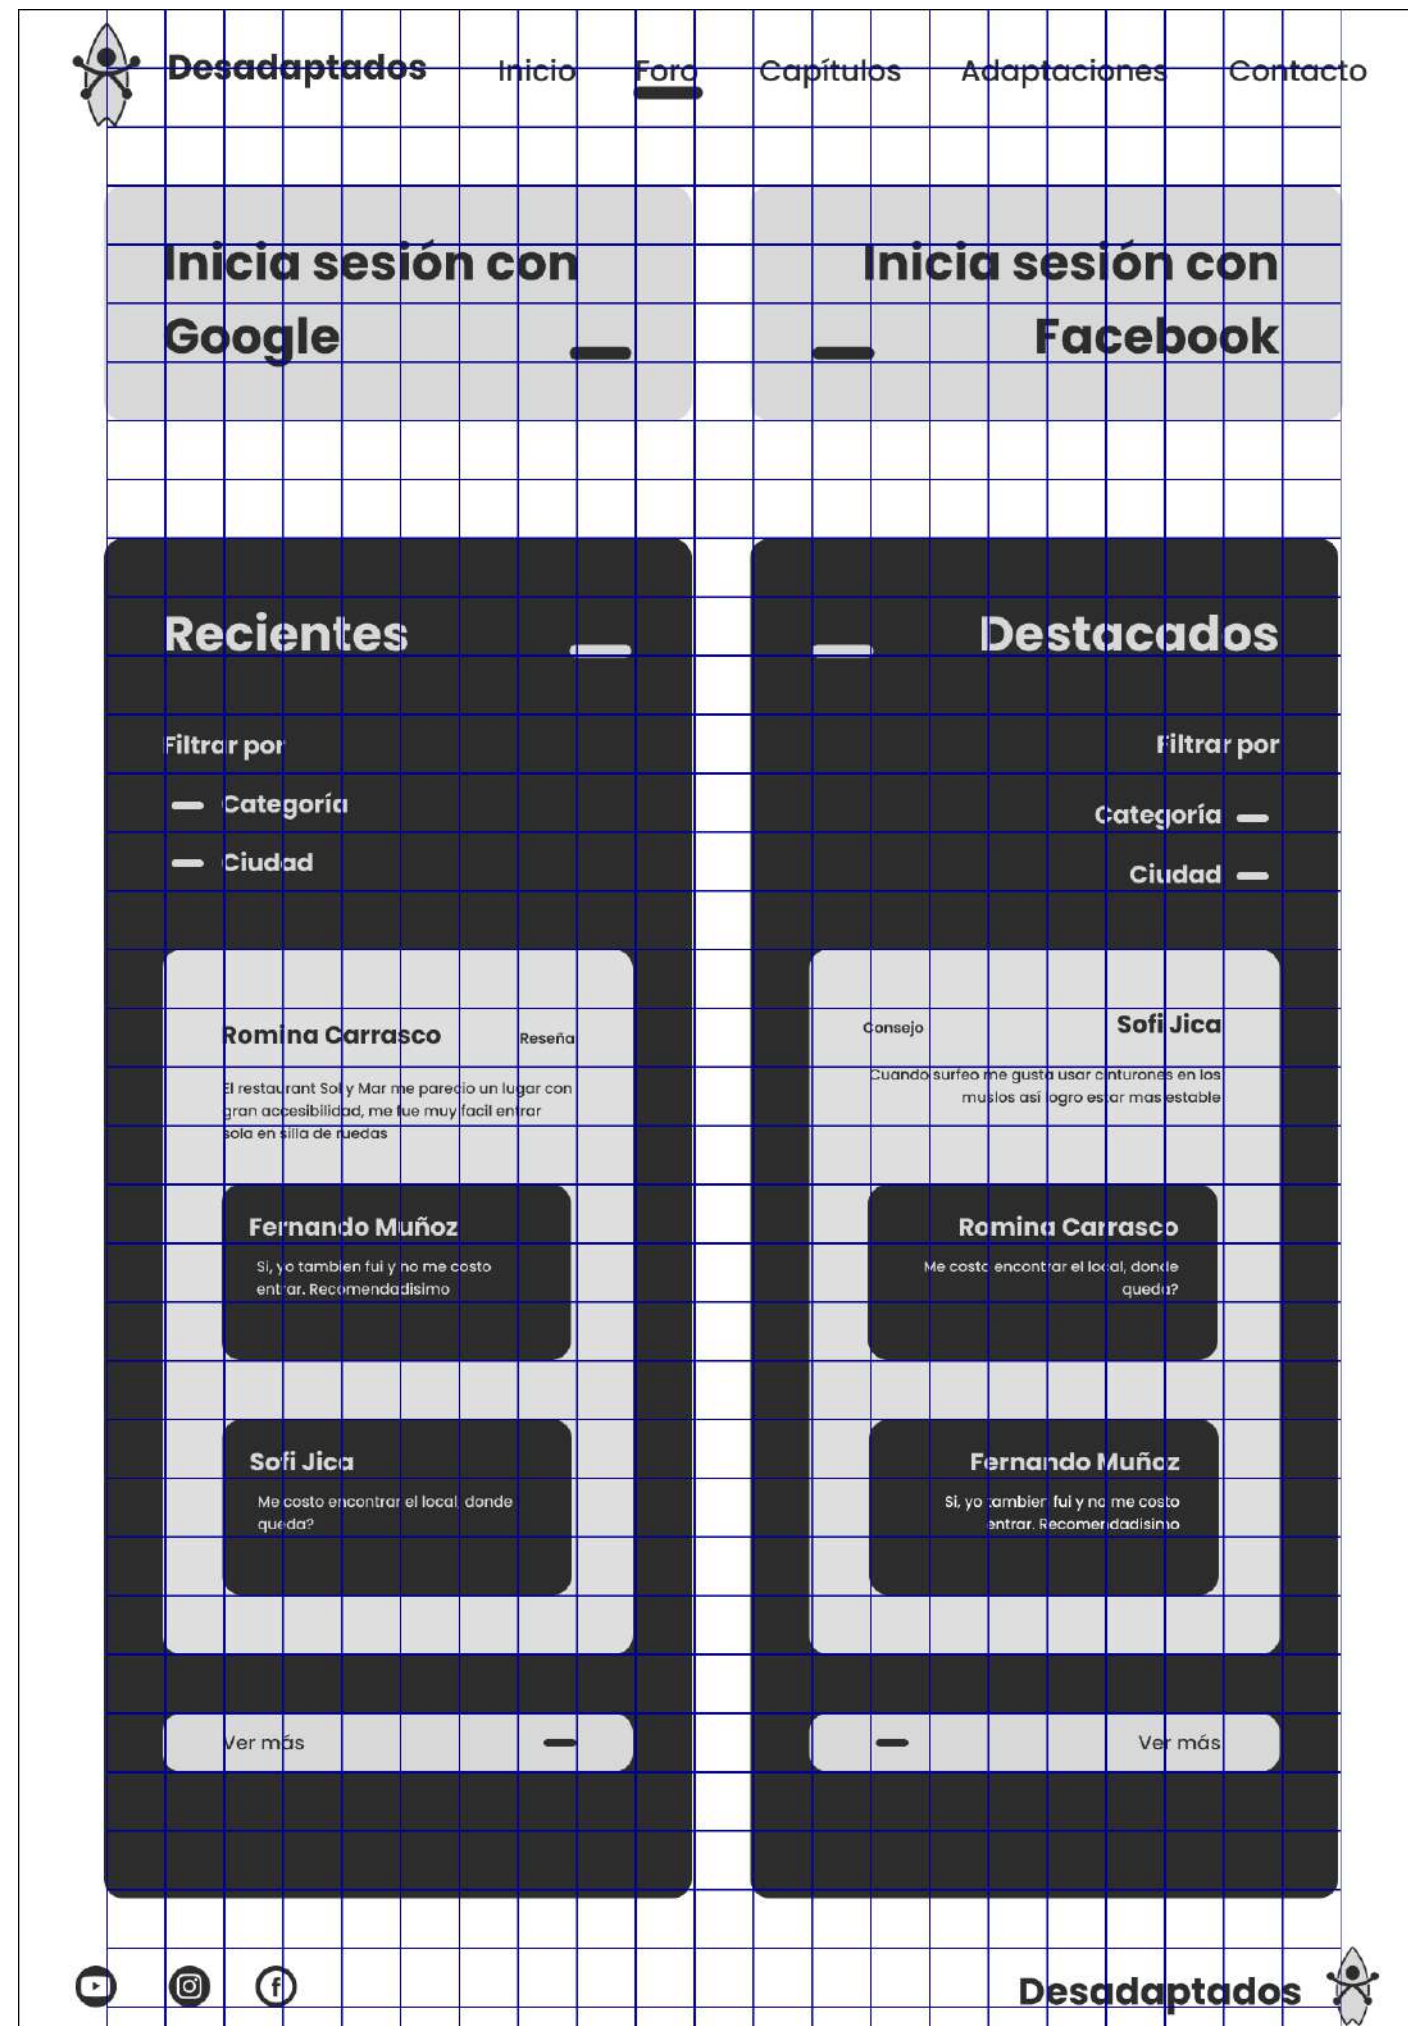 Desadaptados Inicio Foro Capítulos Adaptaciones Contacto
Inicia sesión con
Google
Inicia sesión con
Facebook
Recientes
Filtrar por
Categoría
Ciudad
Romina Carrasco Reseña
El restaurant Sol y Mar me parecio un lugar con
gran accesibilidad, me fue muy facil entrar
sola en silla de ruedas
Fernando Muñoz
Si, yo tambien fui y no me costo
entrar. Recomendadisimo
Sofi Jica
Me costo encontrar el local, donde
queda?
Ver más
Destacados
Filtrar por
Categoría
Ciudad
Consejo Sofi Jica
Cuando surfeo me gusta usar cinturones en los
muslos así logro estar mas estable
Romina Carrasco
Me costo encontrar el local, donde
queda?
Fernando Muñoz
Si, yo tambien fui y no me costo
entrar. Recomendadisimo
Ver más
Desadaptados